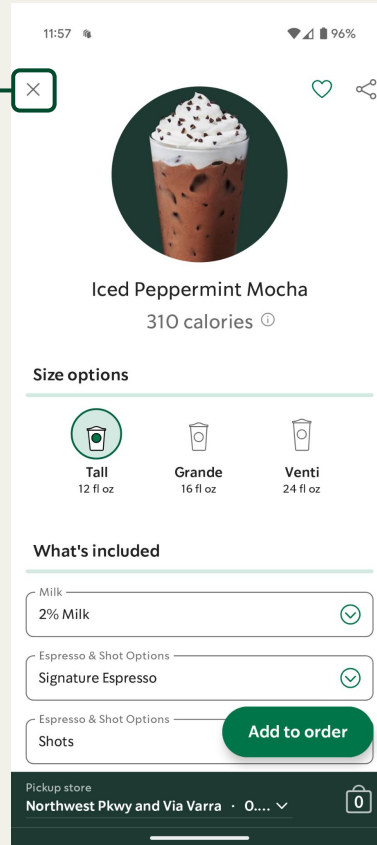 11:57 96%
Iced Peppermint Mocha
310 calories
Size options
Tall Grande Venti
12 fl oz 16 fl oz 24 fl oz
What's included
Milk
2% Milk
Espresso & Shot Options
Signature Espresso
Espresso & Shot Options
Shots
Add to order
Pickup store
Northwest Pkwy and Via Varra · 0....
0